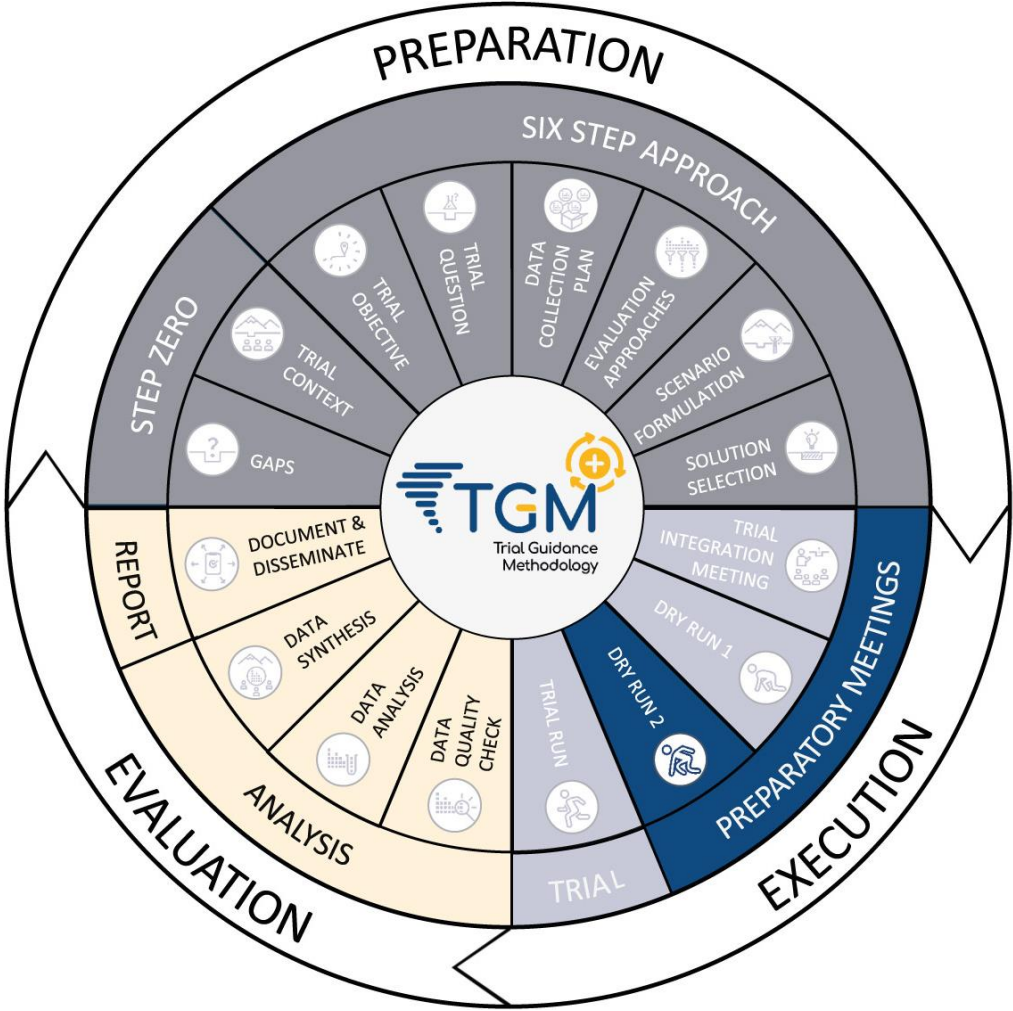 PREPARATION
SIX STEP APPROACH
STEP ZERO
GAPS
TRIAL
CONTEXT
TRIAL
OBJECTIVE
TRIAL
QUESTION
DATA
COLLECTION
PLAN
EVALUATION
APPROACHES
SCENARIO
FORMULATION
SOLUTION
SELECTION
TGM
Trial Guidance
Methodology
EXECUTION
PREPARATORY MEETINGS
TRIAL
INTEGRATION
MEETING
DRY RUN 1
DRY RUN 2
TRIAL
TRIAL RUN
EVALUATION
ANALYSIS
DATA
QUALITY
CHECK
DATA
ANALYSIS
DATA
SYNTHESIS
REPORT
DOCUMENT &
DISSEMINATE